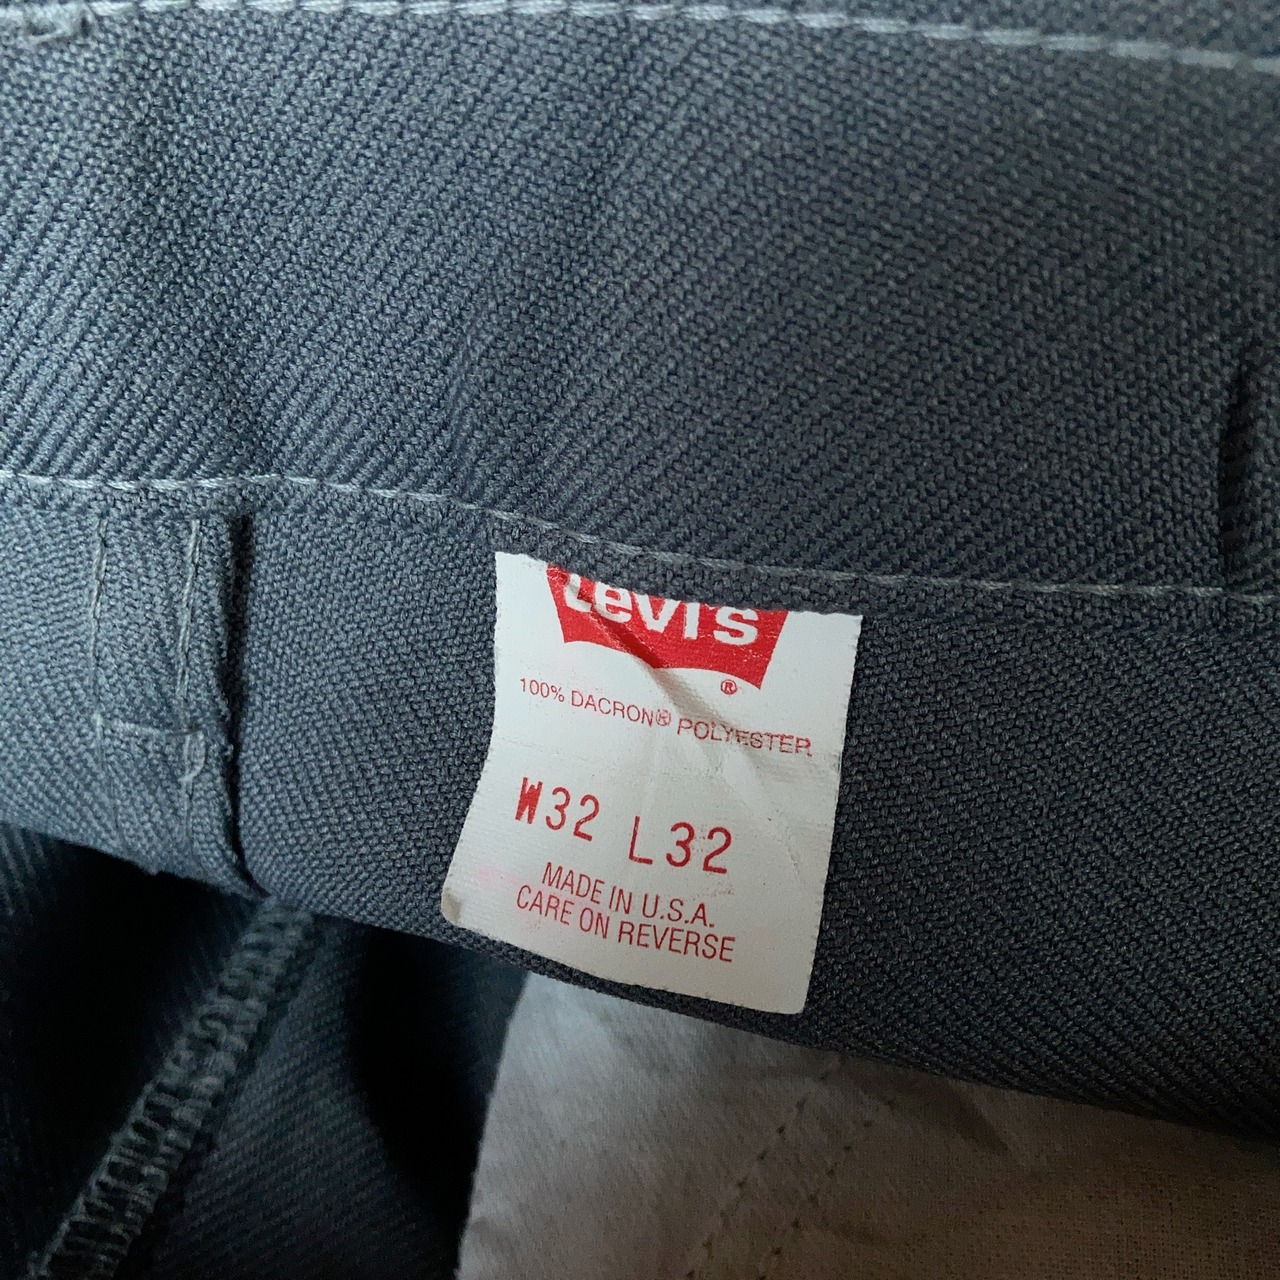 Levi's
®
100% DACRON® POLYESTER
W32 L32
MADE IN U.S.A.
CARE ON REVERSE